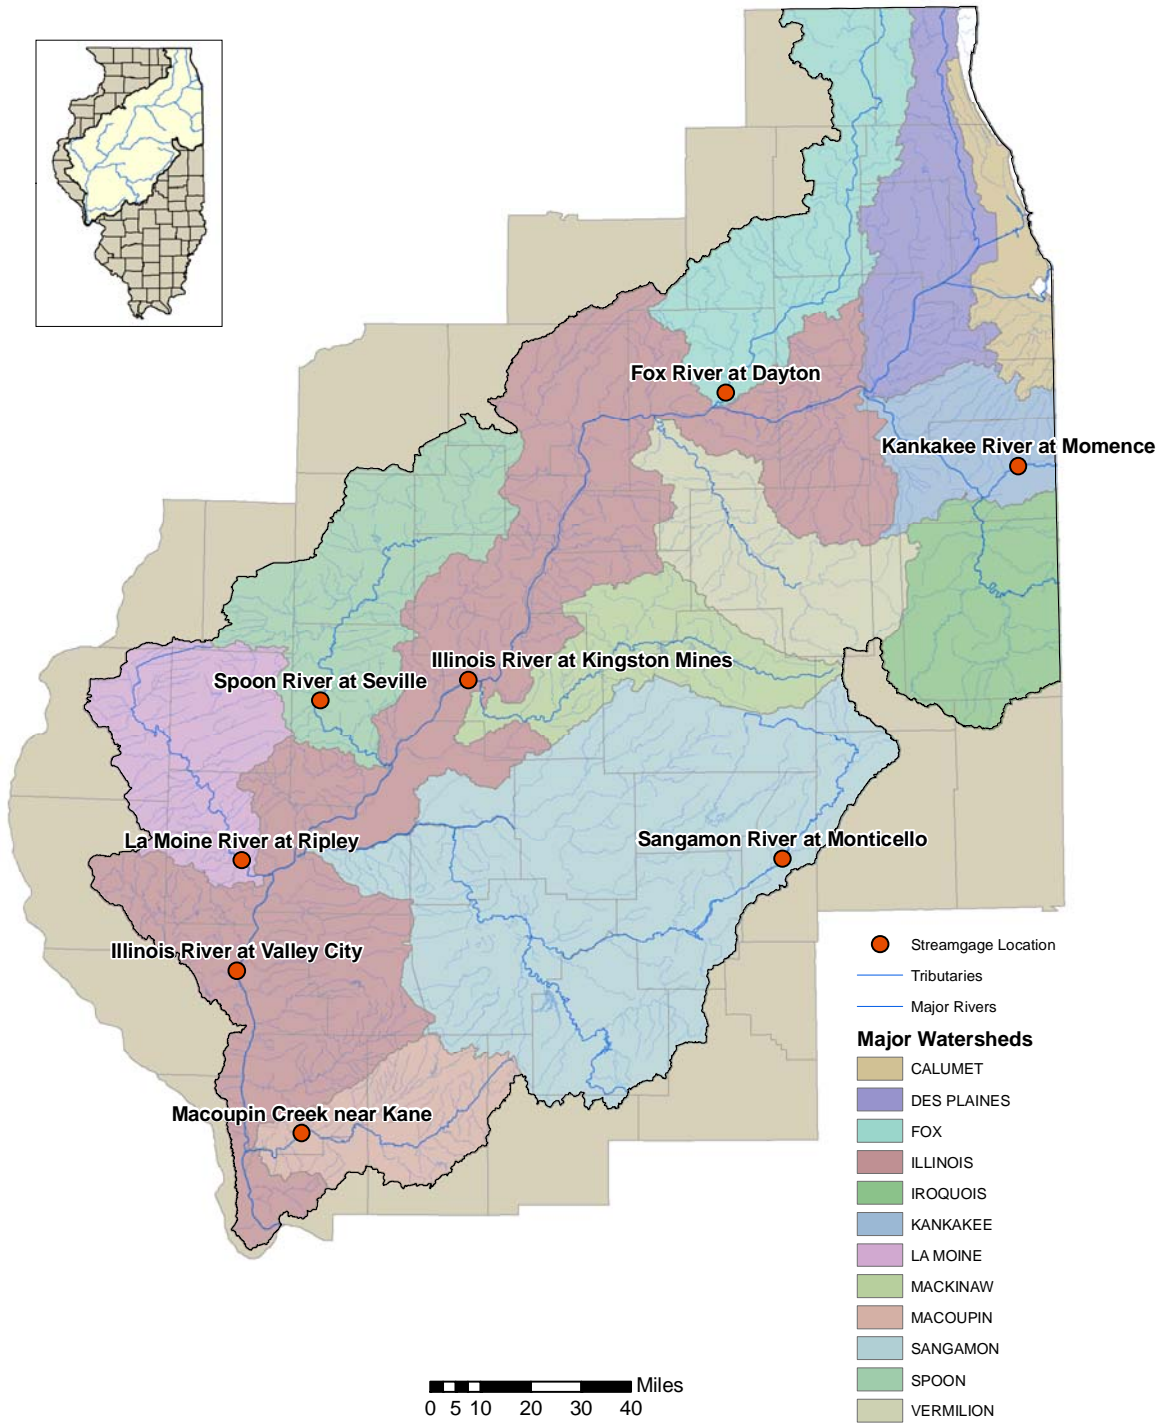 Fox River at Dayton
Kankakee River at Momence
Illinois River at Kingston Mines
Spoon River at Seville
La Moine River at Ripley
Sangamon River at Monticello
Illinois River at Valley City
Macoupin Creek near Kane
Streamgage Location
Tributaries
Major Rivers
Major Watersheds
CALUMET
DES PLAINES
FOX
ILLINOIS
IROQUOIS
KANKAKEE
LA MOINE
MACKINAW
MACOUPIN
SANGAMON
SPOON
VERMILION
Miles
0 5 10 20 30 40